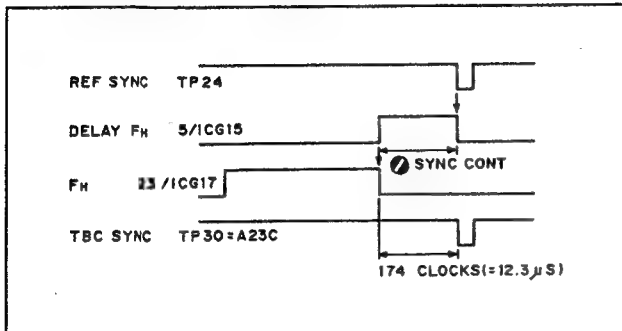 REF SYNC TP24
DELAY FH 5/ICG15
SYNC CONT
FH 23/ICG17
TBC SYNC TP30=A23C
174 CLOCKS(=12.3μS)